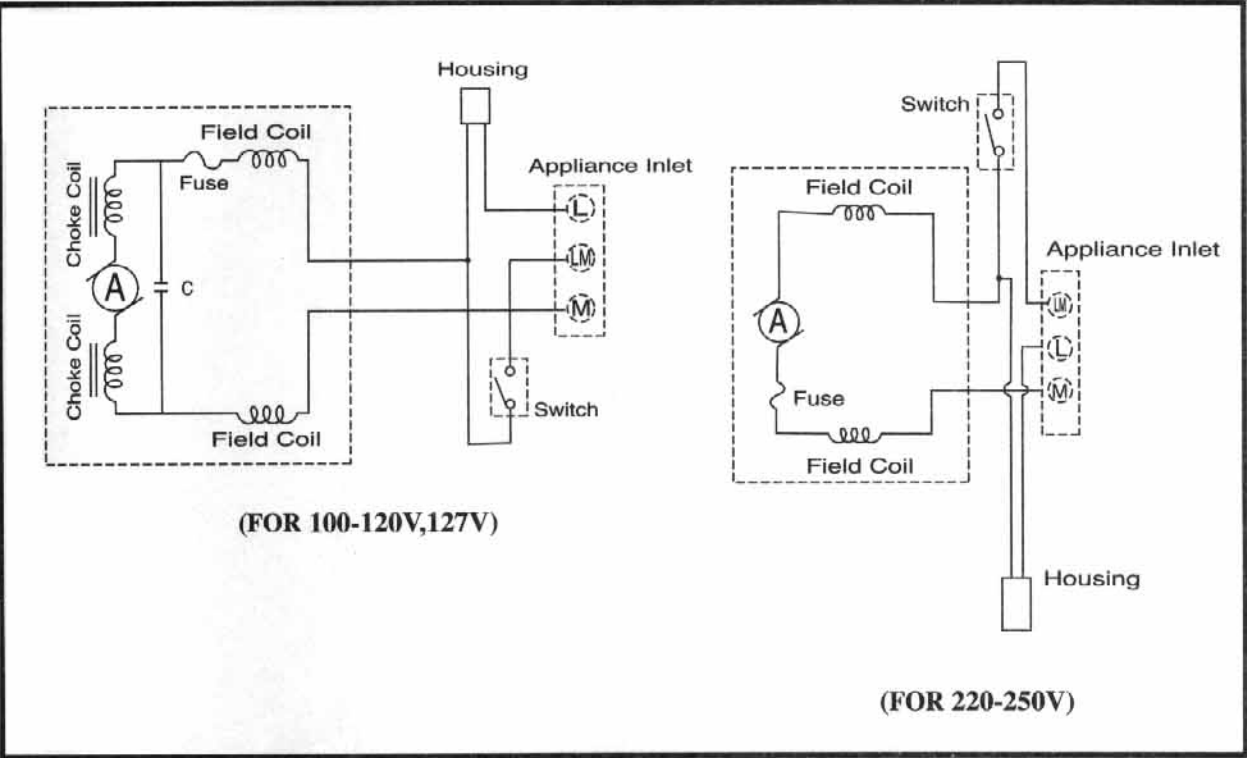 Housing
Field Coil
Fuse
Choke Coil
A
C
Choke Coil
Field Coil
Appliance Inlet
L
LM
M
Switch
(FOR 100-120V,127V)
Switch
Field Coil
Appliance Inlet
LM
L
M
A
Fuse
Field Coil
Housing
(FOR 220-250V)